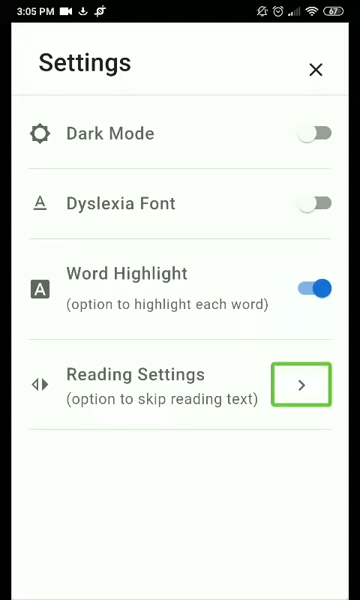 3:05 PM
67
Settings
Dark Mode
A
Dyslexia Font
Word Highlight
A
(option to highlight each word)
Reading Settings
(option to skip reading text)